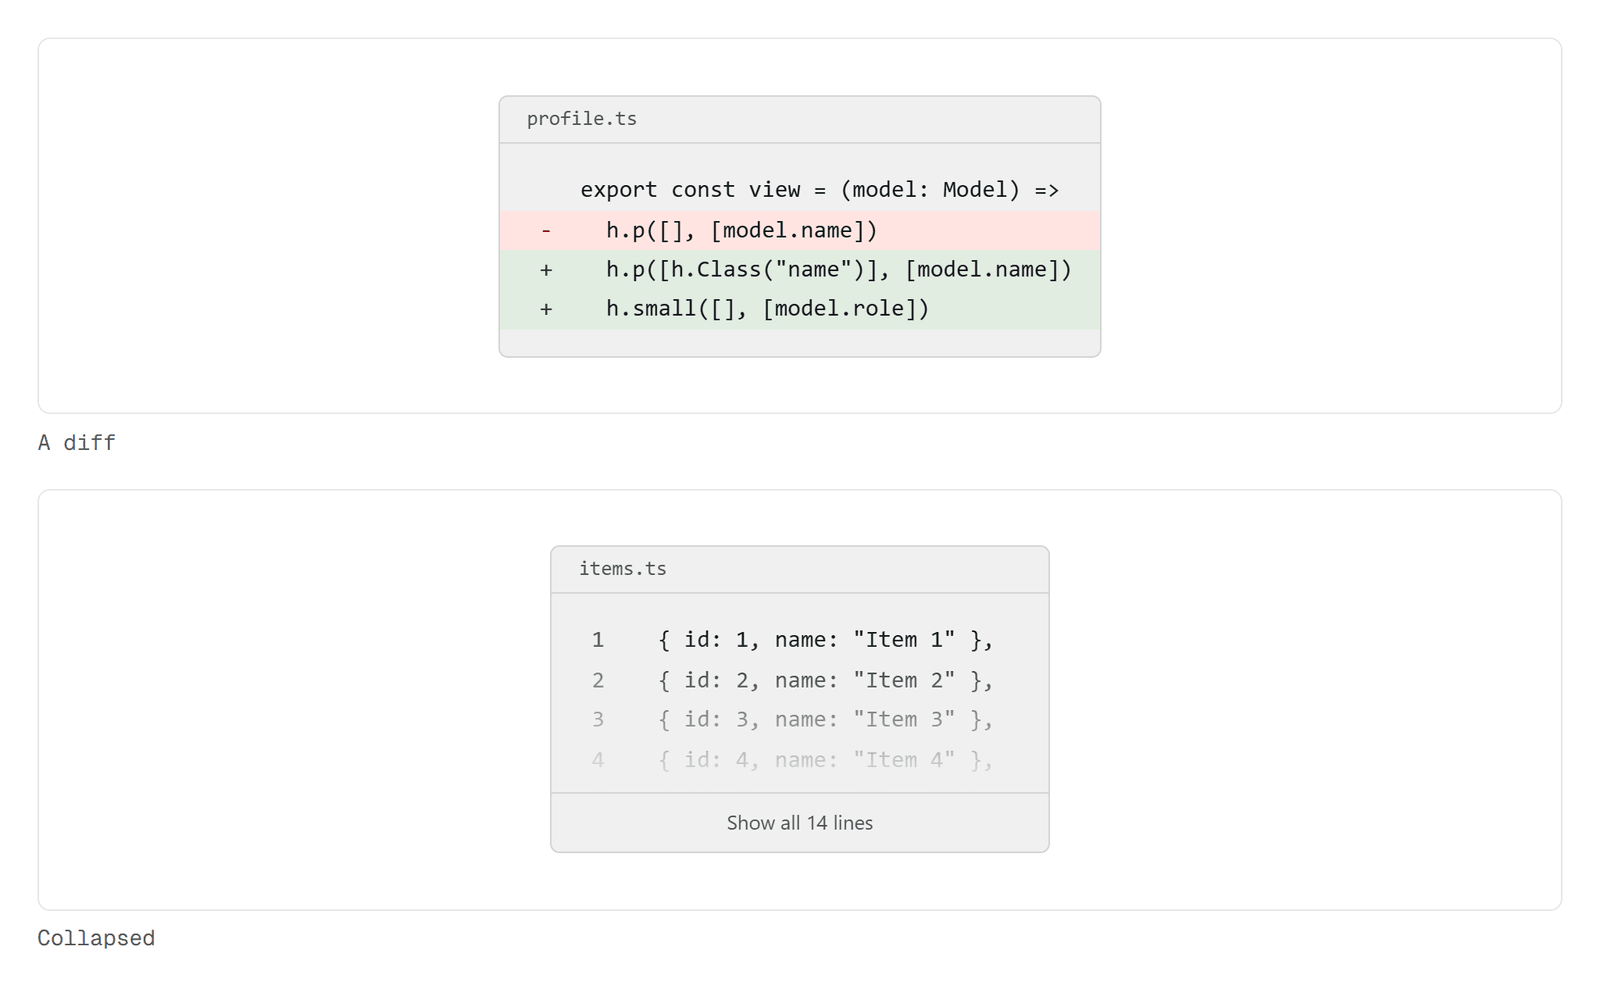 profile.ts
export const view = (model: Model) =>
-   h.p([], [model.name])
+   h.p([h.Class("name")], [model.name])
+   h.small([], [model.role])
A diff
items.ts
1   { id: 1, name: "Item 1" },
2   { id: 2, name: "Item 2" },
3   { id: 3, name: "Item 3" },
4   { id: 4, name: "Item 4" },
Show all 14 lines
Collapsed